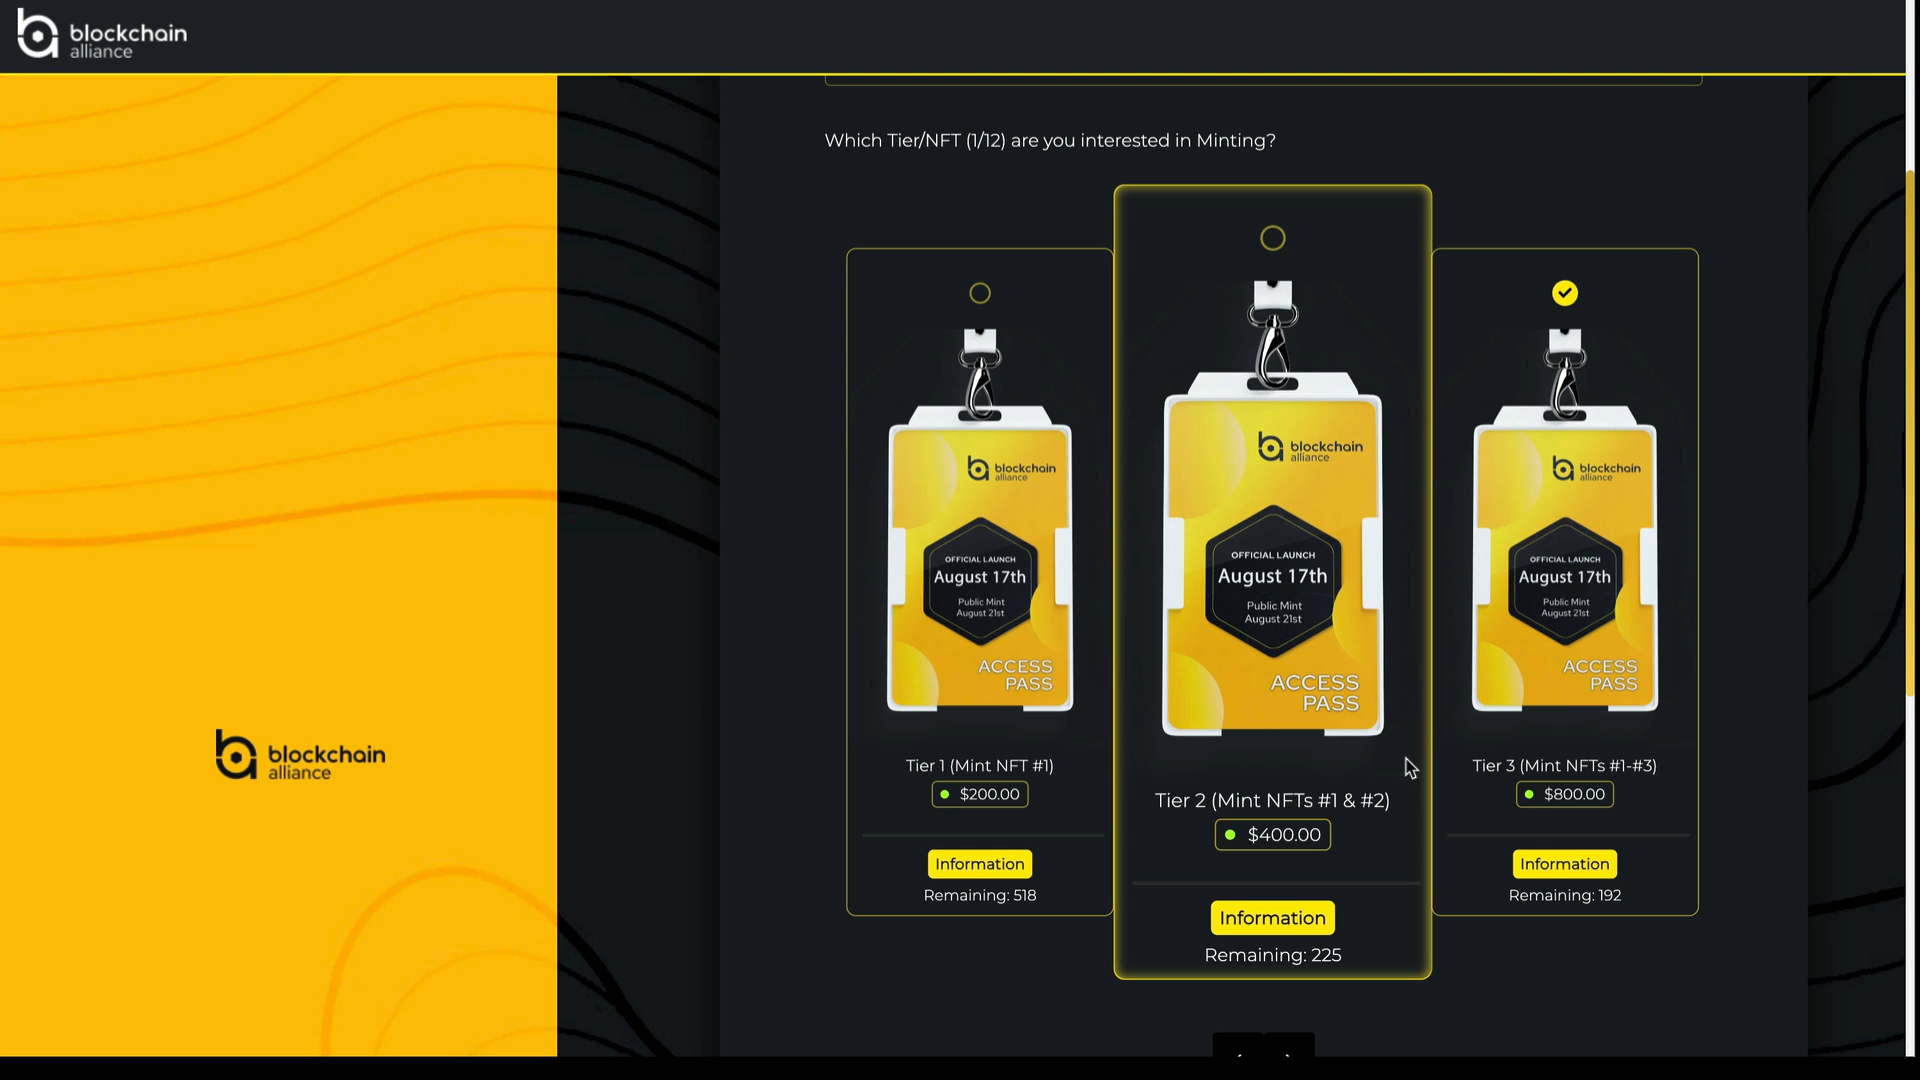 blockchain
alliance
Which Tier/NFT (1/12) are you interested in Minting?
blockchain
alliance
OFFICIAL LAUNCH
August 17th
Public Mint
August 21st
ACCESS
PASS
Tier 1 (Mint NFT #1)
$200.00
Information
Remaining: 518
blockchain
alliance
OFFICIAL LAUNCH
August 17th
Public Mint
August 21st
ACCESS
PASS
Tier 2 (Mint NFTs #1 & #2)
$400.00
Information
Remaining: 225
blockchain
alliance
OFFICIAL LAUNCH
August 17th
Public Mint
August 21st
ACCESS
PASS
Tier 3 (Mint NFTs #1-#3)
$800.00
Information
Remaining: 192
blockchain
alliance